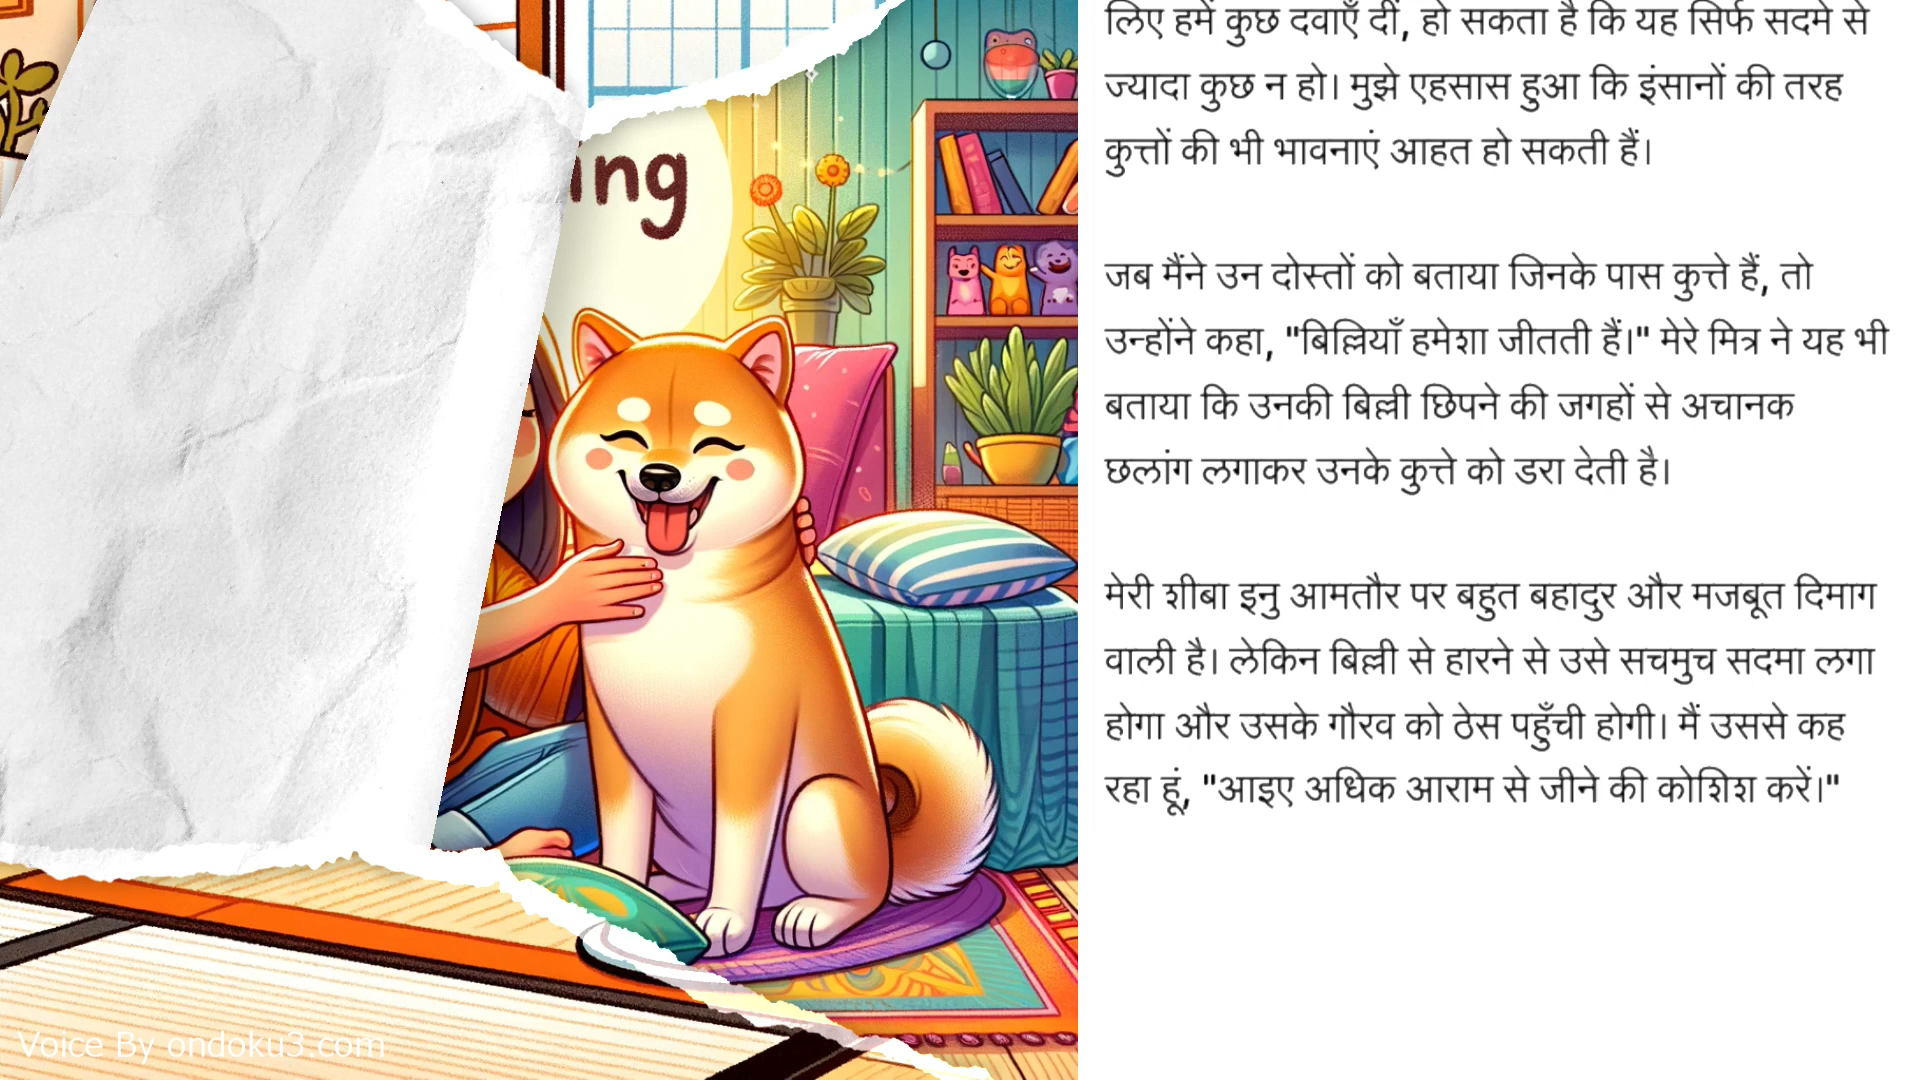 ing
लिए हमें कुछ दवाएँ दीं, हो सकता है कि यह सिर्फ सदमे से
ज्यादा कुछ न हो। मुझे एहसास हुआ कि इंसानों की तरह
कुत्तों की भी भावनाएं आहत हो सकती हैं।
जब मैंने उन दोस्तों को बताया जिनके पास कुत्ते हैं, तो
उन्होंने कहा, "बिल्लियाँ हमेशा जीतती हैं।" मेरे मित्र ने यह भी
बताया कि उनकी बिल्ली छिपने की जगहों से अचानक
छलांग लगाकर उनके कुत्ते को डरा देती है।
मेरी शीबा इनु आमतौर पर बहुत बहादुर और मजबूत दिमाग
वाली है। लेकिन बिल्ली से हारने से उसे सचमुच सदमा लगा
होगा और उसके गौरव को ठेस पहुँची होगी। मैं उससे कह
रहा हूं, "आइए अधिक आराम से जीने की कोशिश करें।"
Voice By ondoku3.com